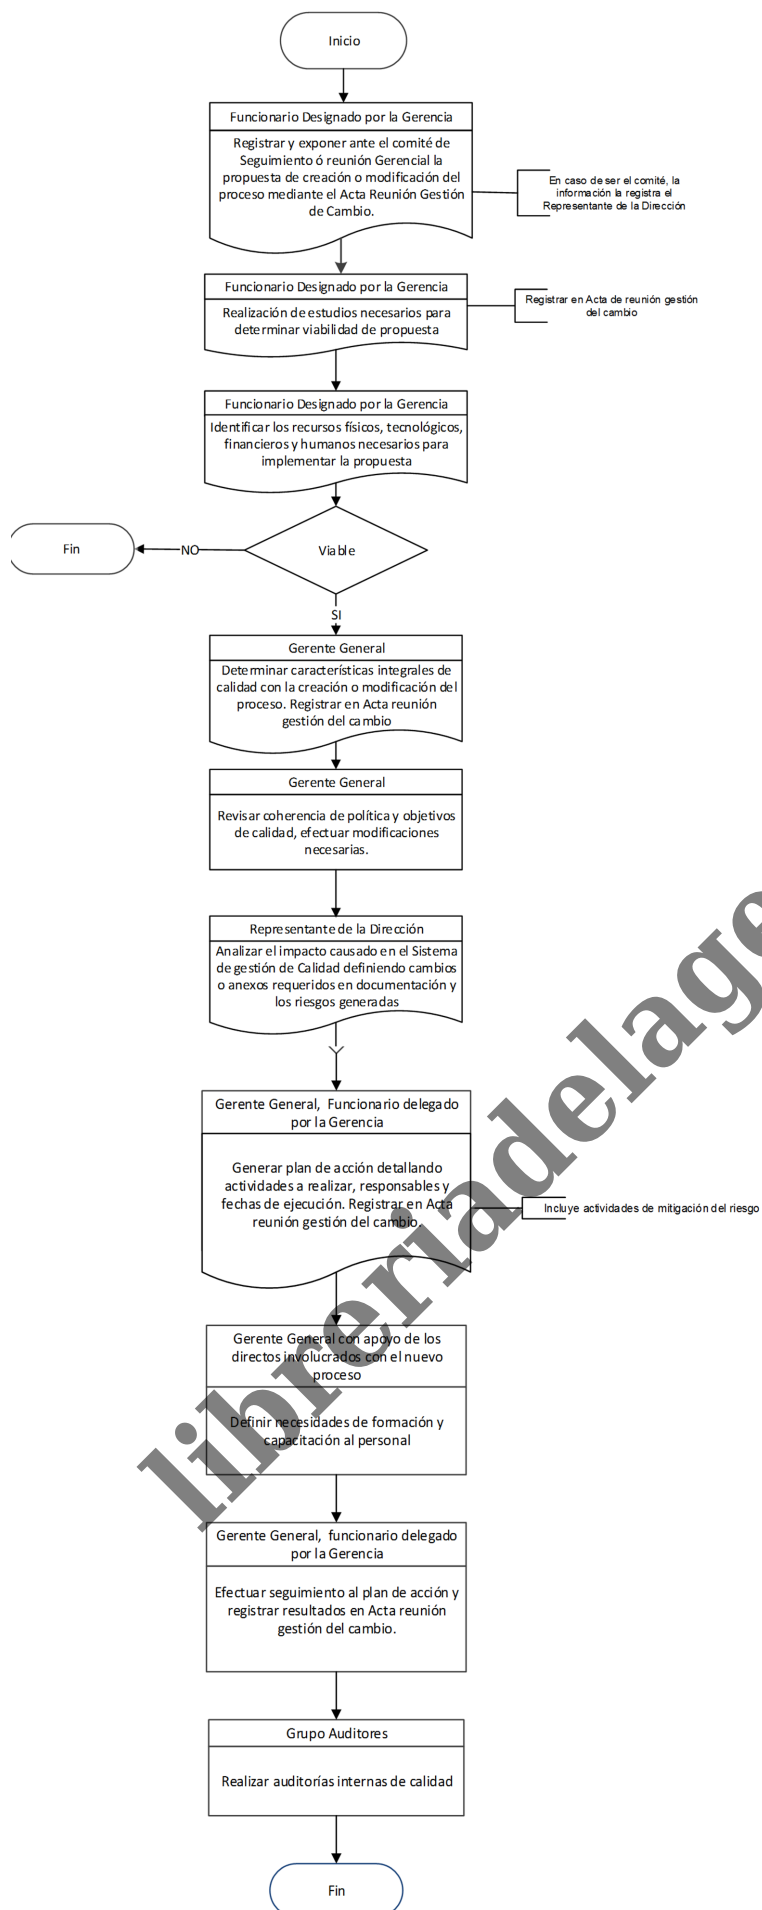 Inicio
Funcionario Designado por la Gerencia
Registrar y exponer ante el comité de
Seguimiento ó reunión Gerencial la
propuesta de creación o modificación del
proceso mediante el Acta Reunión Gestión
de Cambio.
En caso de ser el comité, la
información la registra el
Representante de la Dirección
Funcionario Designado por la Gerencia
Realización de estudios necesarios para
determinar viabilidad de propuesta
Registrar en Acta de reunión gestión
del cambio
Funcionario Designado por la Gerencia
Identificar los recursos físicos, tecnológicos,
financieros y humanos necesarios para
implementar la propuesta
Viable
NO
Fin
SI
Gerente General
Determinar características integrales de
calidad con la creación o modificación del
proceso. Registrar en Acta reunión
gestión del cambio
Gerente General
Revisar coherencia de política y objetivos
de calidad, efectuar modificaciones
necesarias.
Representante de la Dirección
Analizar el impacto causado en el Sistema
de gestión de Calidad definiendo cambios
o anexos requeridos en documentación y
los riesgos generadas
Gerente General, Funcionario delegado
por la Gerencia
Generar plan de acción detallando
actividades a realizar, responsables y
fechas de ejecución. Registrar en Acta
reunión gestión del cambio.
Incluye actividades de mitigación del riesgo
Gerente General con apoyo de los
directos involucrados con el nuevo
proceso
Definir necesidades de formación y
capacitación al personal
Gerente General, funcionario delegado
por la Gerencia
Efectuar seguimiento al plan de acción y
registrar resultados en Acta reunión
gestión del cambio.
Grupo Auditores
Realizar auditorías internas de calidad
Fin
libreriadelage